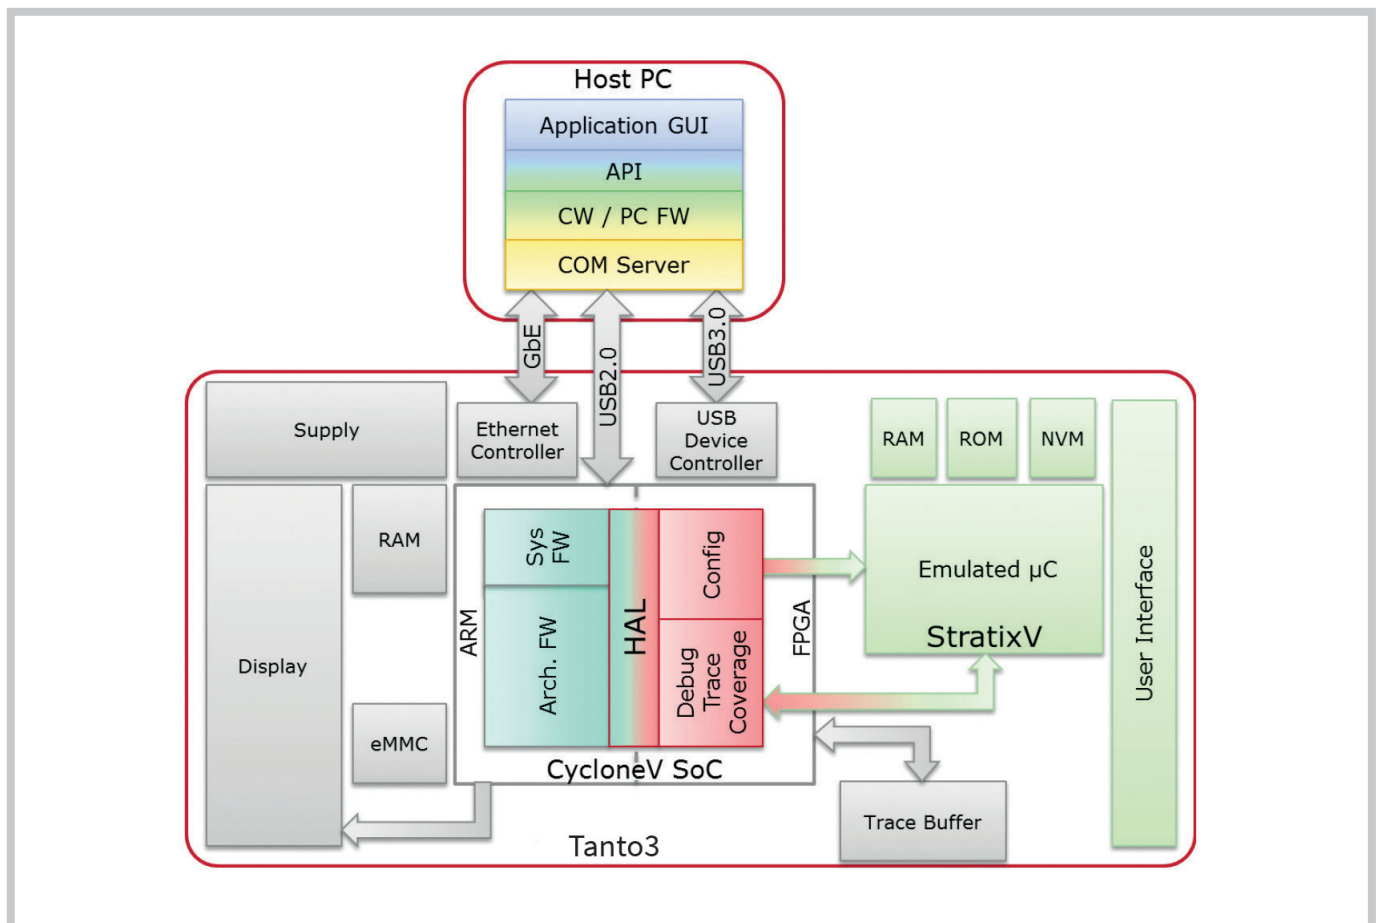 Host PC
Application GUI
API
CW / PC FW
COM Server
GbE
USB2.0
USB3.0
Supply
Ethernet
Controller
USB
Device
Controller
RAM
ROM
NVM
Display
RAM
eMMC
ARM
Sys
FW
Arch. FW
HAL
Config
Debug
Trace
Coverage
FPGA
CycloneV SoC
Emulated µC
StratixV
User Interface
Trace Buffer
Tanto3